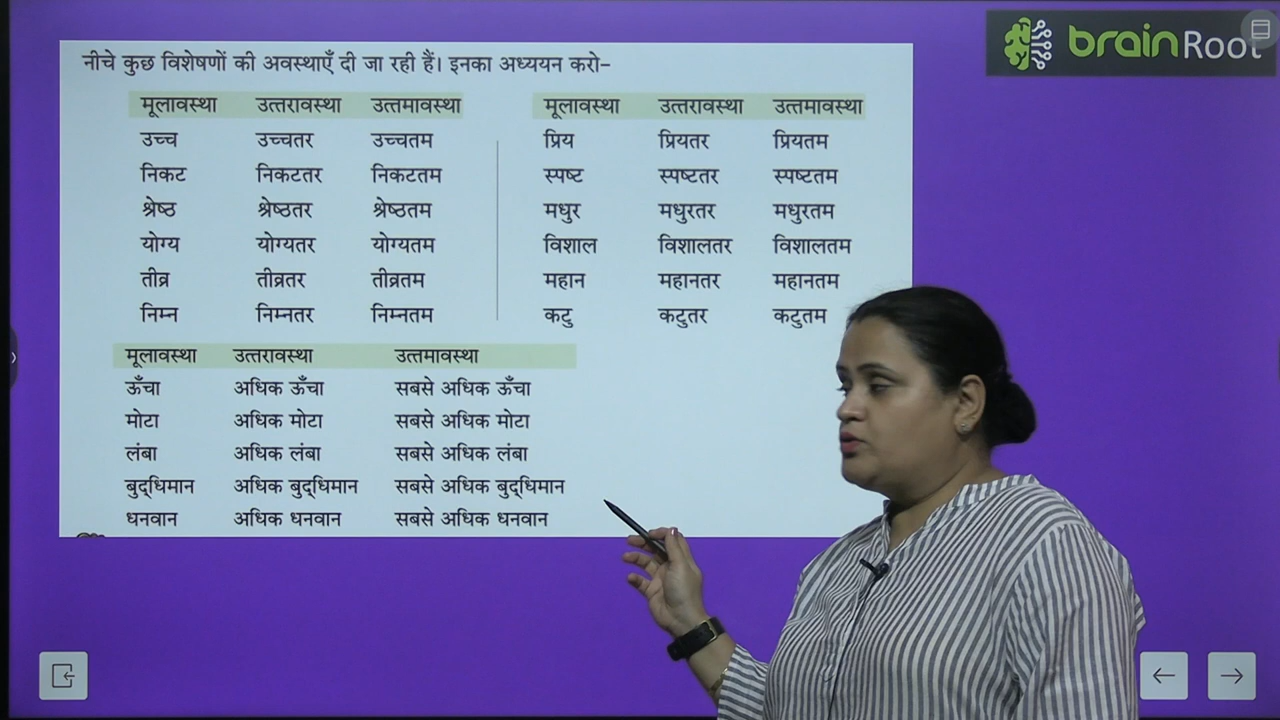 नीचे कुछ विशेषणों की अवस्थाएँ दी जा रही हैं। इनका अध्ययन करो–
मूलावस्था उत्तरावस्था उत्तमावस्था
उच्च उच्चतर उच्चतम
निकट निकटतर निकटतम
श्रेष्ठ श्रेष्ठतर श्रेष्ठतम
योग्य योग्यतर योग्यतम
तीव्र तीव्रतर तीव्रतम
निम्न निम्नतर निम्नतम
मूलावस्था उत्तरावस्था उत्तमावस्था
प्रिय प्रियतर प्रियतम
स्पष्ट स्पष्टतर स्पष्टतम
मधुर मधुरतर मधुरतम
विशाल विशालतर विशालतम
महान महानतर महानतम
कटु कटुतर कटुतम
मूलावस्था उत्तरावस्था उत्तमावस्था
ऊँचा अधिक ऊँचा सबसे अधिक ऊँचा
मोटा अधिक मोटा सबसे अधिक मोटा
लंबा अधिक लंबा सबसे अधिक लंबा
बुद्धिमान अधिक बुद्धिमान सबसे अधिक बुद्धिमान
धनवान अधिक धनवान सबसे अधिक धनवान
brainRoot